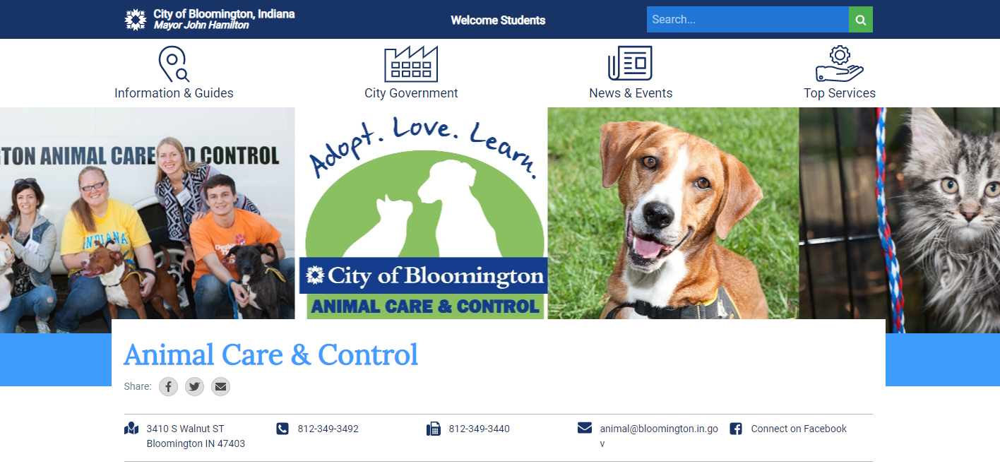 City of Bloomington, Indiana
Mayor John Hamilton
Welcome Students
Search...
Information & Guides
City Government
News & Events
Top Services
TON ANIMAL CARE D CONTROL
INDIANA
Adopt. Love. Learn.
City of Bloomington
ANIMAL CARE & CONTROL
Animal Care & Control
Share:
3410 S Walnut ST
Bloomington IN 47403
812-349-3492
812-349-3440
animal@bloomington.in.go
v
Connect on Facebook